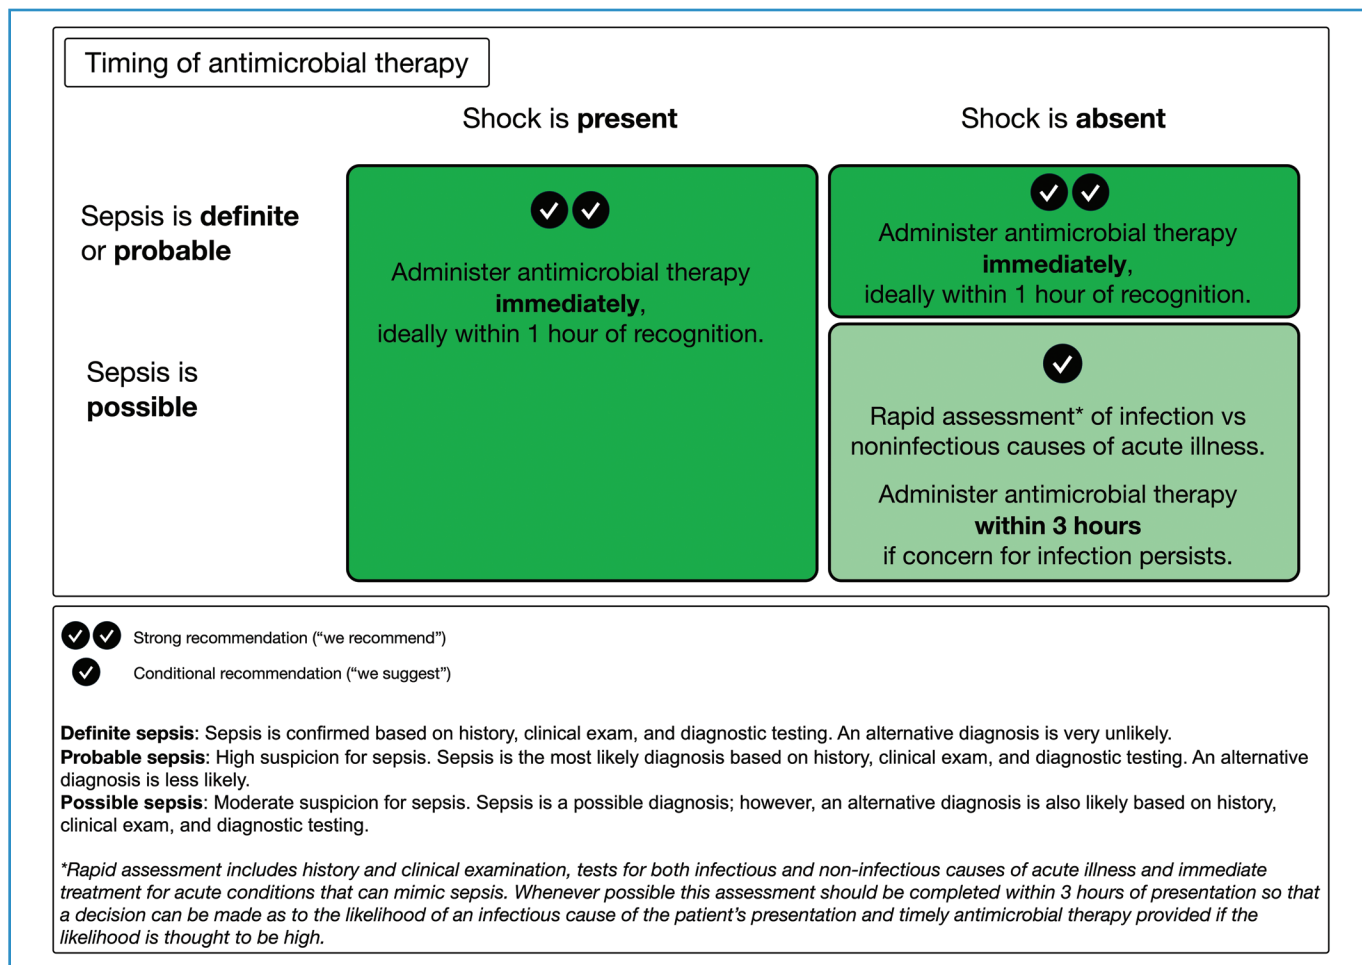 Timing of antimicrobial therapy
Shock is present
Shock is absent
Sepsis is definite
or probable
Administer antimicrobial therapy
immediately,
ideally within 1 hour of recognition.
Administer antimicrobial therapy
immediately,
ideally within 1 hour of recognition.
Sepsis is
possible
Rapid assessment* of infection vs
noninfectious causes of acute illness.
Administer antimicrobial therapy
within 3 hours
if concern for infection persists.
Strong recommendation (“we recommend”)
Conditional recommendation (“we suggest”)
Definite sepsis: Sepsis is confirmed based on history, clinical exam, and diagnostic testing. An alternative diagnosis is very unlikely.
Probable sepsis: High suspicion for sepsis. Sepsis is the most likely diagnosis based on history, clinical exam, and diagnostic testing. An alternative
diagnosis is less likely.
Possible sepsis: Moderate suspicion for sepsis. Sepsis is a possible diagnosis; however, an alternative diagnosis is also likely based on history,
clinical exam, and diagnostic testing.
*Rapid assessment includes history and clinical examination, tests for both infectious and non-infectious causes of acute illness and immediate
treatment for acute conditions that can mimic sepsis. Whenever possible this assessment should be completed within 3 hours of presentation so that
a decision can be made as to the likelihood of an infectious cause of the patient’s presentation and timely antimicrobial therapy provided if the
likelihood is thought to be high.